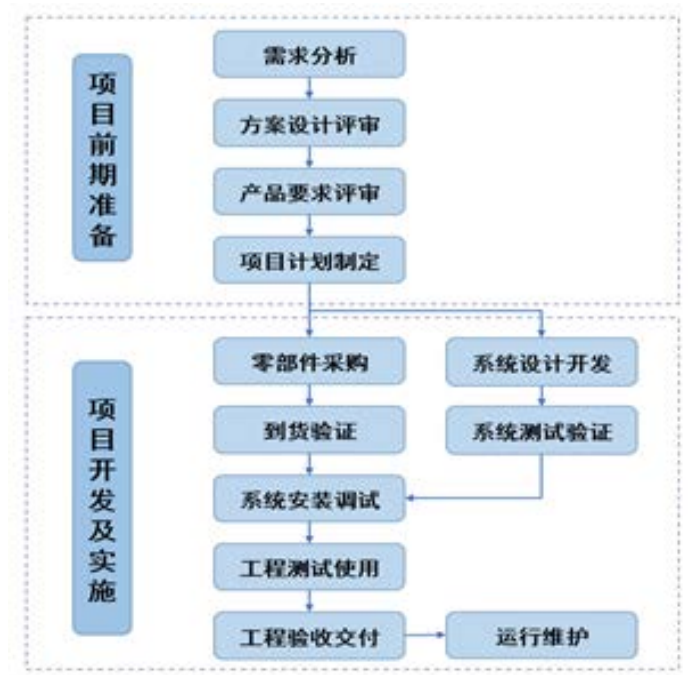 项目前期准备
需求分析
方案设计评审
产品要求评审
项目计划制定
项目开发及实施
零部件采购
系统设计开发
到货验证
系统测试验证
系统安装调试
工程测试使用
工程验收交付
运行维护